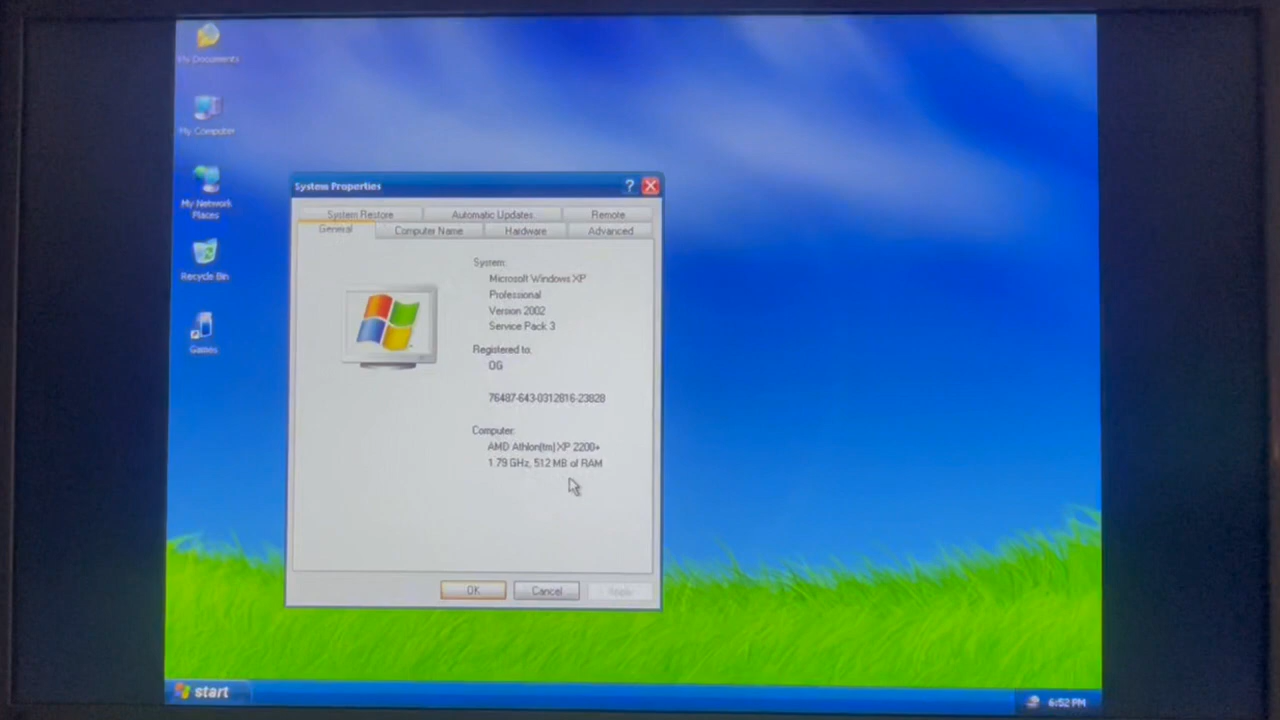 My Documents
My Computer
My Network
Places
Recycle Bin
Games
System Properties
?
System Restore
Automatic Updates
Remote
General
Computer Name
Hardware
Advanced
System:
Microsoft Windows XP
Professional
Version 2002
Service Pack 3
Registered to:
OG
76487-643-0312816-23828
Computer:
AMD Athlon(tm) XP 2200+
1.79 GHz, 512 MB of RAM
OK
Cancel
Apply
start
6:52 PM